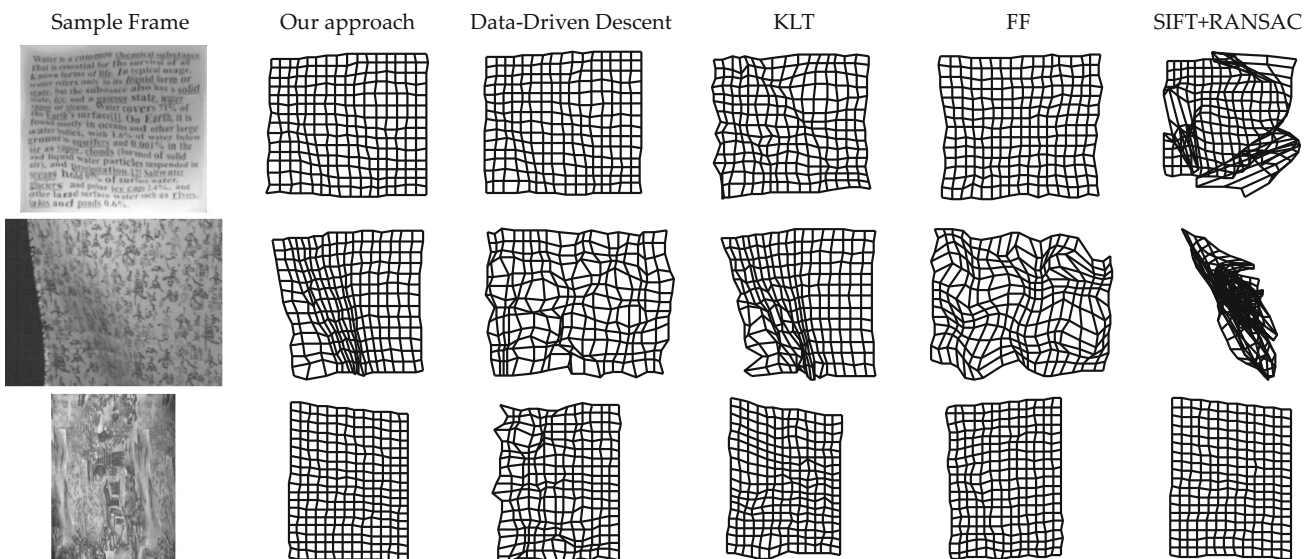 Sample Frame
Our approach
Data-Driven Descent
KLT
FF
SIFT+RANSAC
Water is a common chemical substance
that is essential for the survival of all
known forms of life. In typical usage,
water refers only to its liquid form or
state, but the substance also has a solid
state, ice, and a gaseous state, water
vapor or steam. Water covers 71% of
the Earth's surface[1]. On Earth, it is
found mostly in oceans and other large
water bodies, with 1.6% of water below
ground in aquifers and 0.001% in the
air as vapor, clouds (formed of solid
and liquid water particles suspended in
air), and precipitation.[2] Saltwater
oceans hold of surface water,
glaciers and polar ice caps 2.4%, and
other land surface water such as rivers,
lakes and ponds 0.6%.